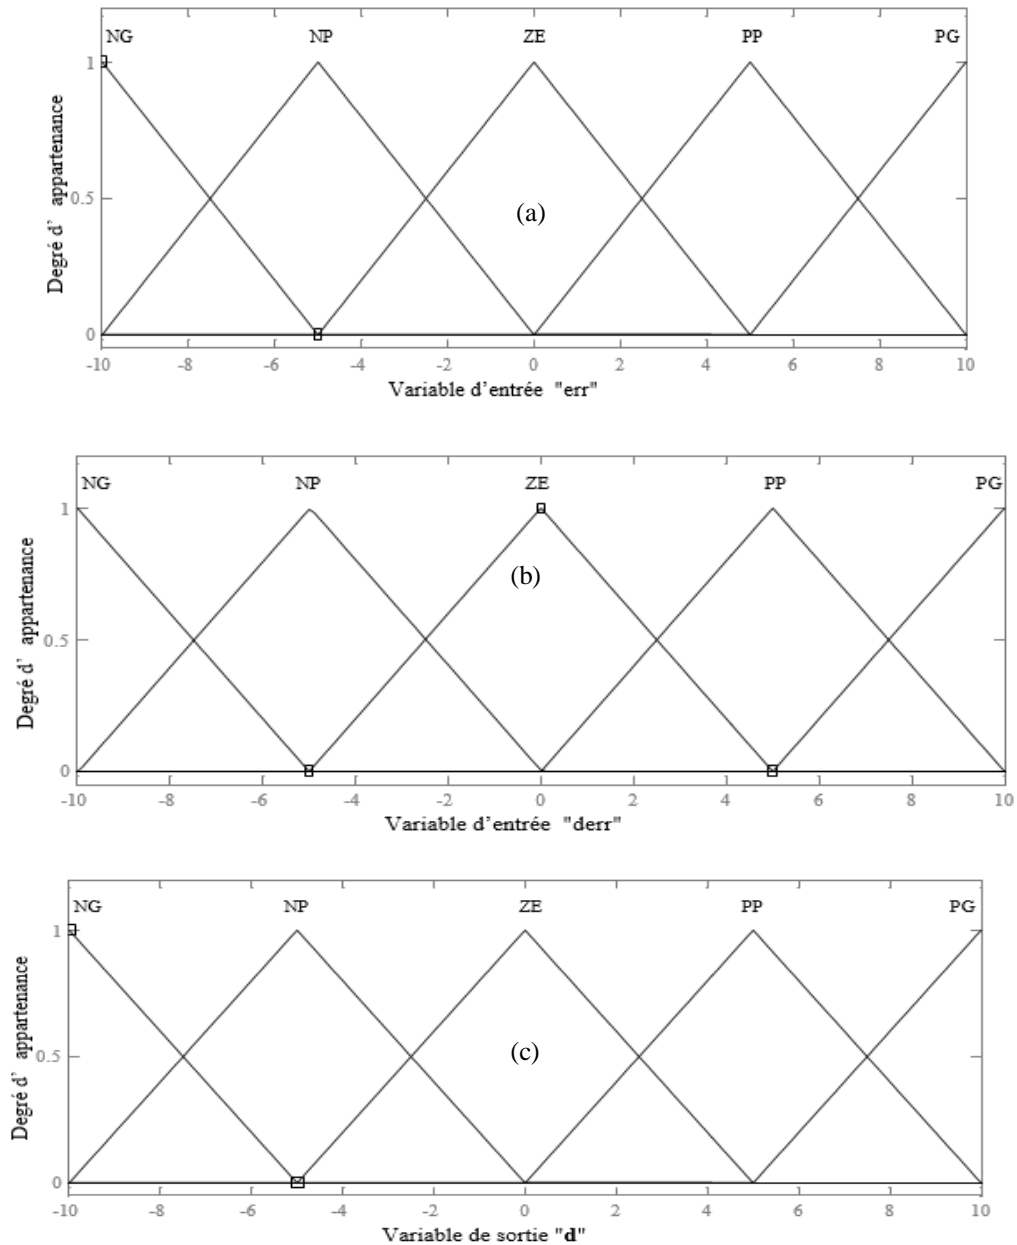 NG NP ZE PP PG
1
0.5
0
Degré d’ appartenance
(a)
-10 -8 -6 -4 -2 0 2 4 6 8 10
Variable d’entrée "err"
NG NP ZE PP PG
1
0.5
0
Degré d’ appartenance
(b)
-10 -8 -6 -4 -2 0 2 4 6 8 10
Variable d’entrée "derr"
NG NP ZE PP PG
1
0.5
0
Degré d’ appartenance
(c)
-10 -8 -6 -4 -2 0 2 4 6 8 10
Variable de sortie "d"